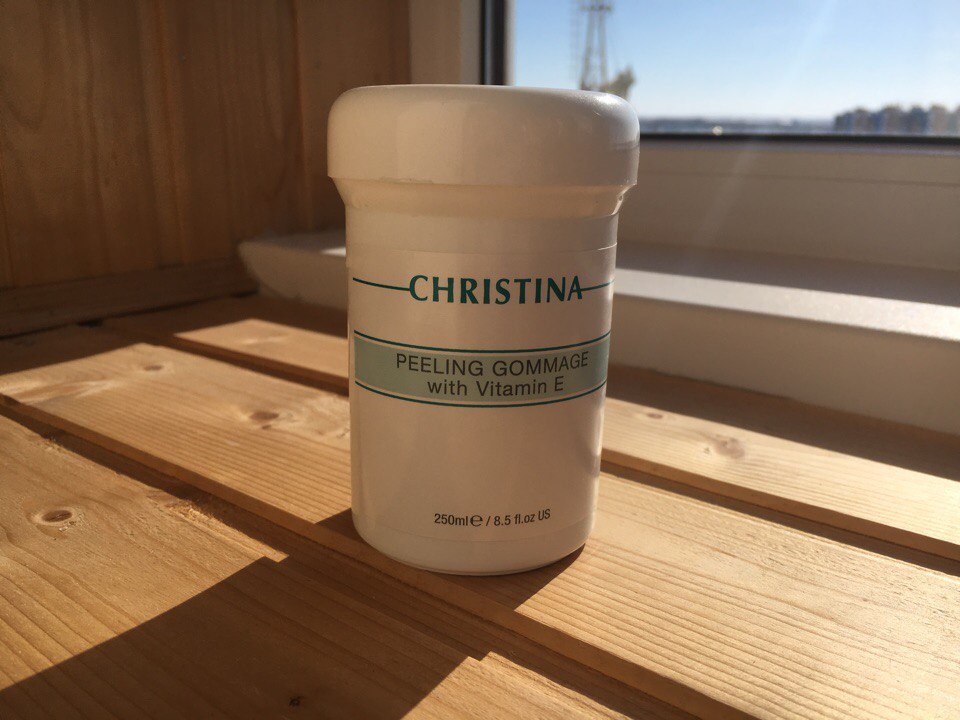 CHRISTINA
PEELING GOMMAGE
with Vitamin E
250ml℮ / 8.5 fl.oz US